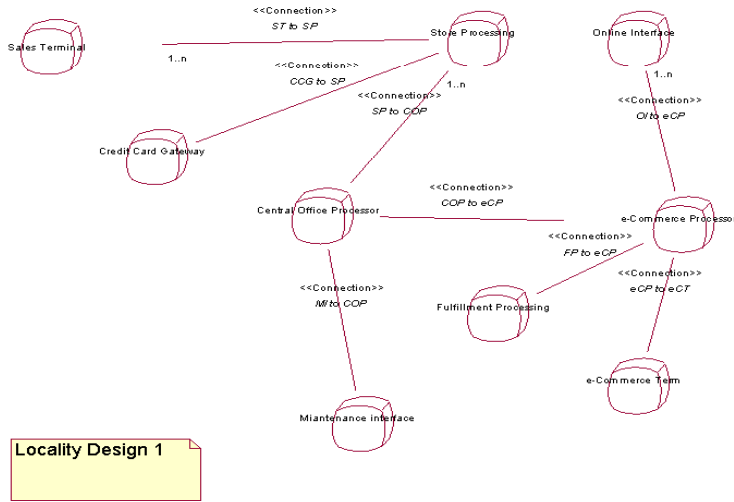 <<Connection>>
ST to SP
Sales Terminal
Store Processing
Online Interface
1..n
<<Connection>>
CCG to SP
1..n
1..n
<<Connection>>
SP to COP
<<Connection>>
OI to eCP
Credit Card Gateway
<<Connection>>
COP to eCP
Central Office Processor
e-Commerce Processor
<<Connection>>
FP to eCP
<<Connection>>
eCP to eCT
<<Connection>>
IMI to COP
Fulfillment Processing
e-Commerce Term
Miantenance interface
Locality Design 1